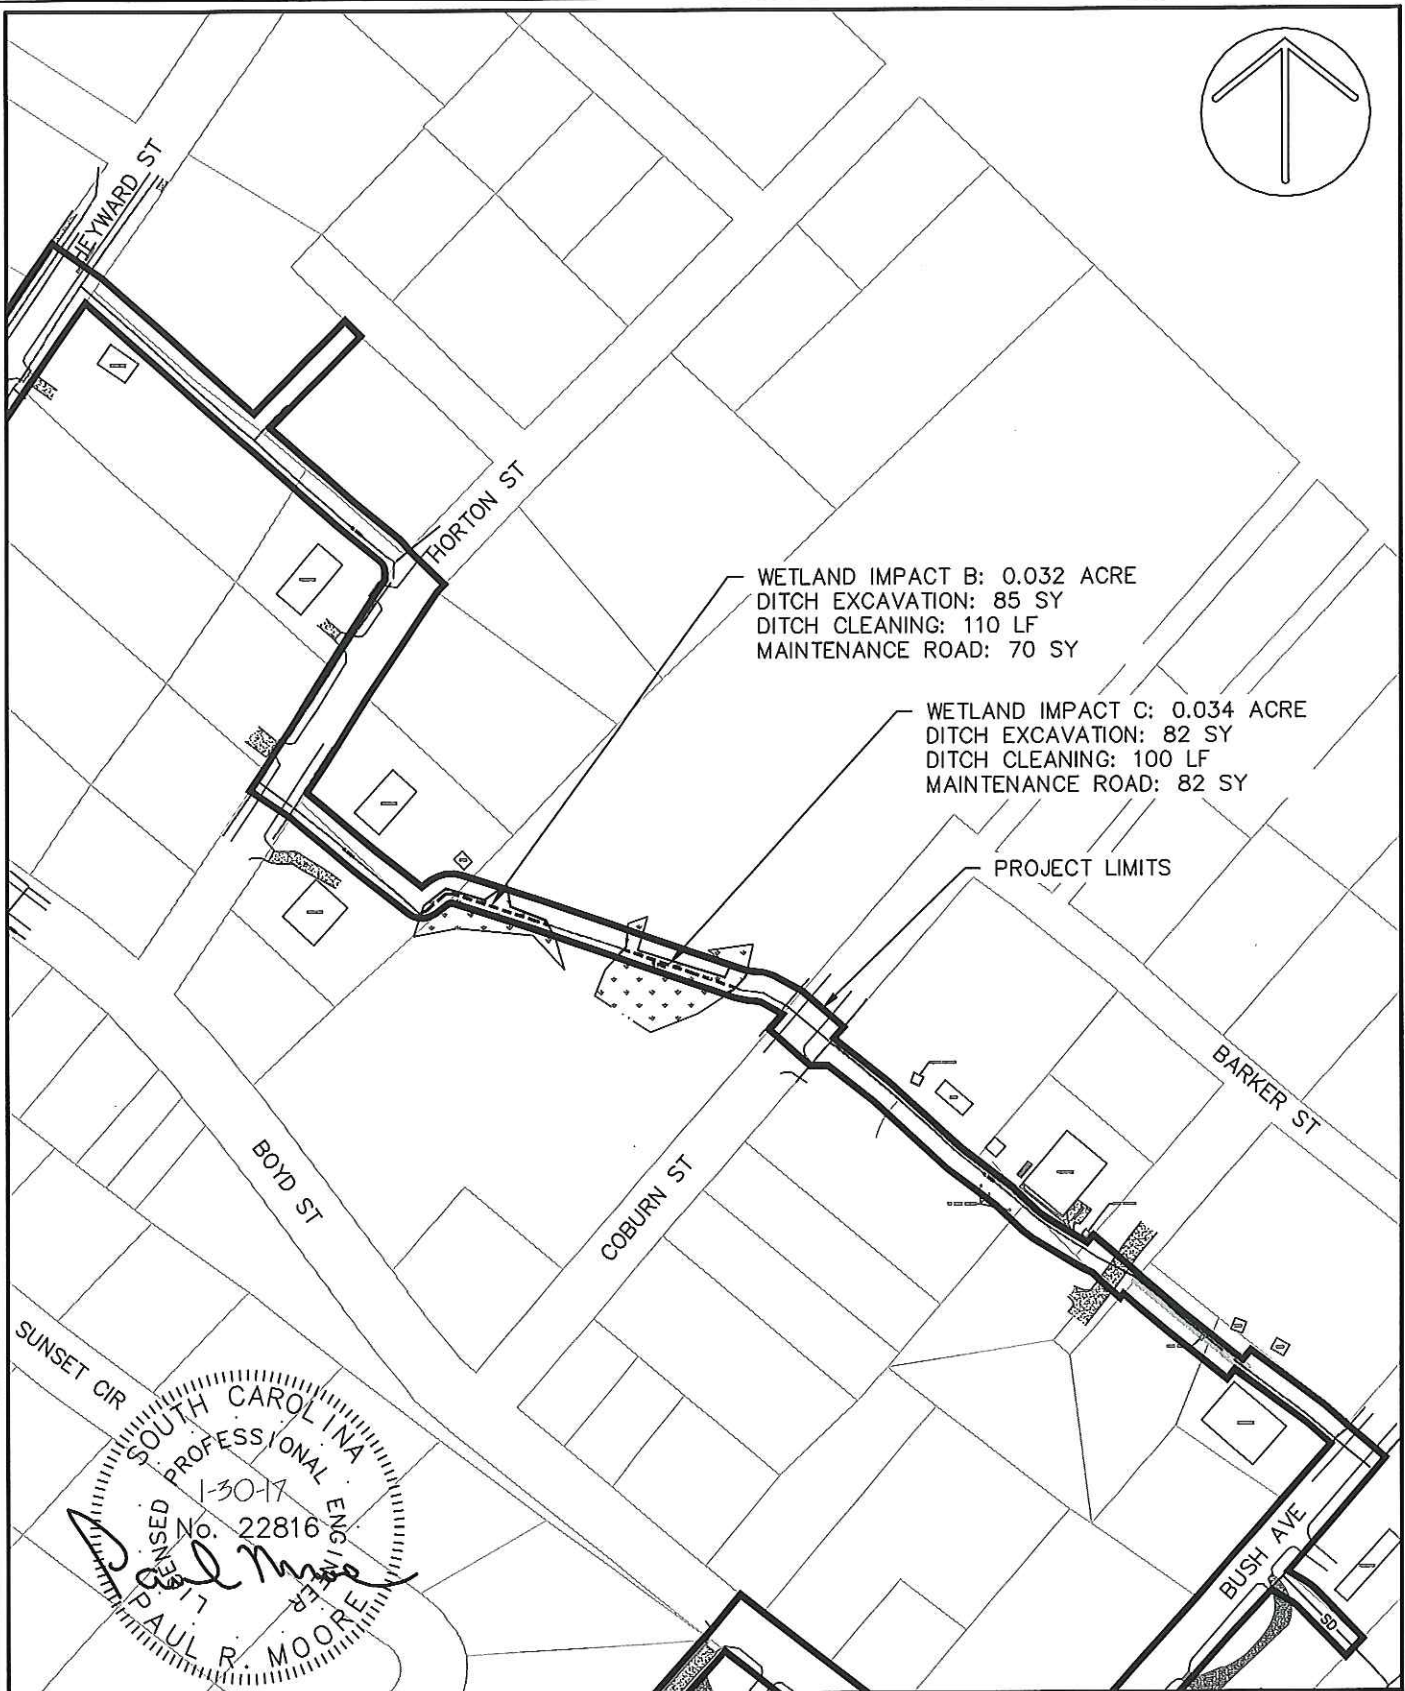 HEYWARD ST
HORTON ST
WETLAND IMPACT B: 0.032 ACRE
DITCH EXCAVATION: 85 SY
DITCH CLEANING: 110 LF
MAINTENANCE ROAD: 70 SY
WETLAND IMPACT C: 0.034 ACRE
DITCH EXCAVATION: 82 SY
DITCH CLEANING: 100 LF
MAINTENANCE ROAD: 82 SY
PROJECT LIMITS
BARKER ST
BOYD ST
COBURN ST
SUNSET CIR
BUSH AVE
SD
SOUTH CAROLINA
LICENSED PROFESSIONAL ENGINEER
1-30-17
No. 22816
Paul Moore
PAUL R. MOORE